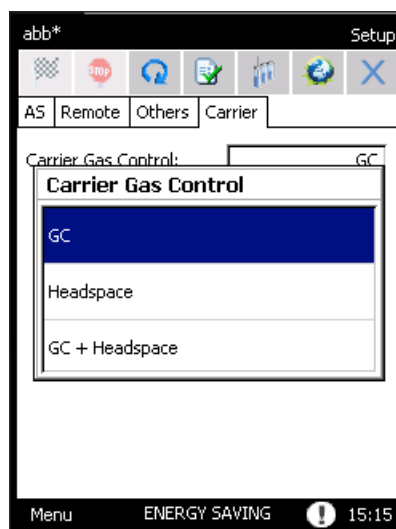 abb* Setup
STOP
AS Remote Others Carrier
Carrier Gas Control: GC
Carrier Gas Control
GC
Headspace
GC + Headspace
Menu ENERGY SAVING 15:15